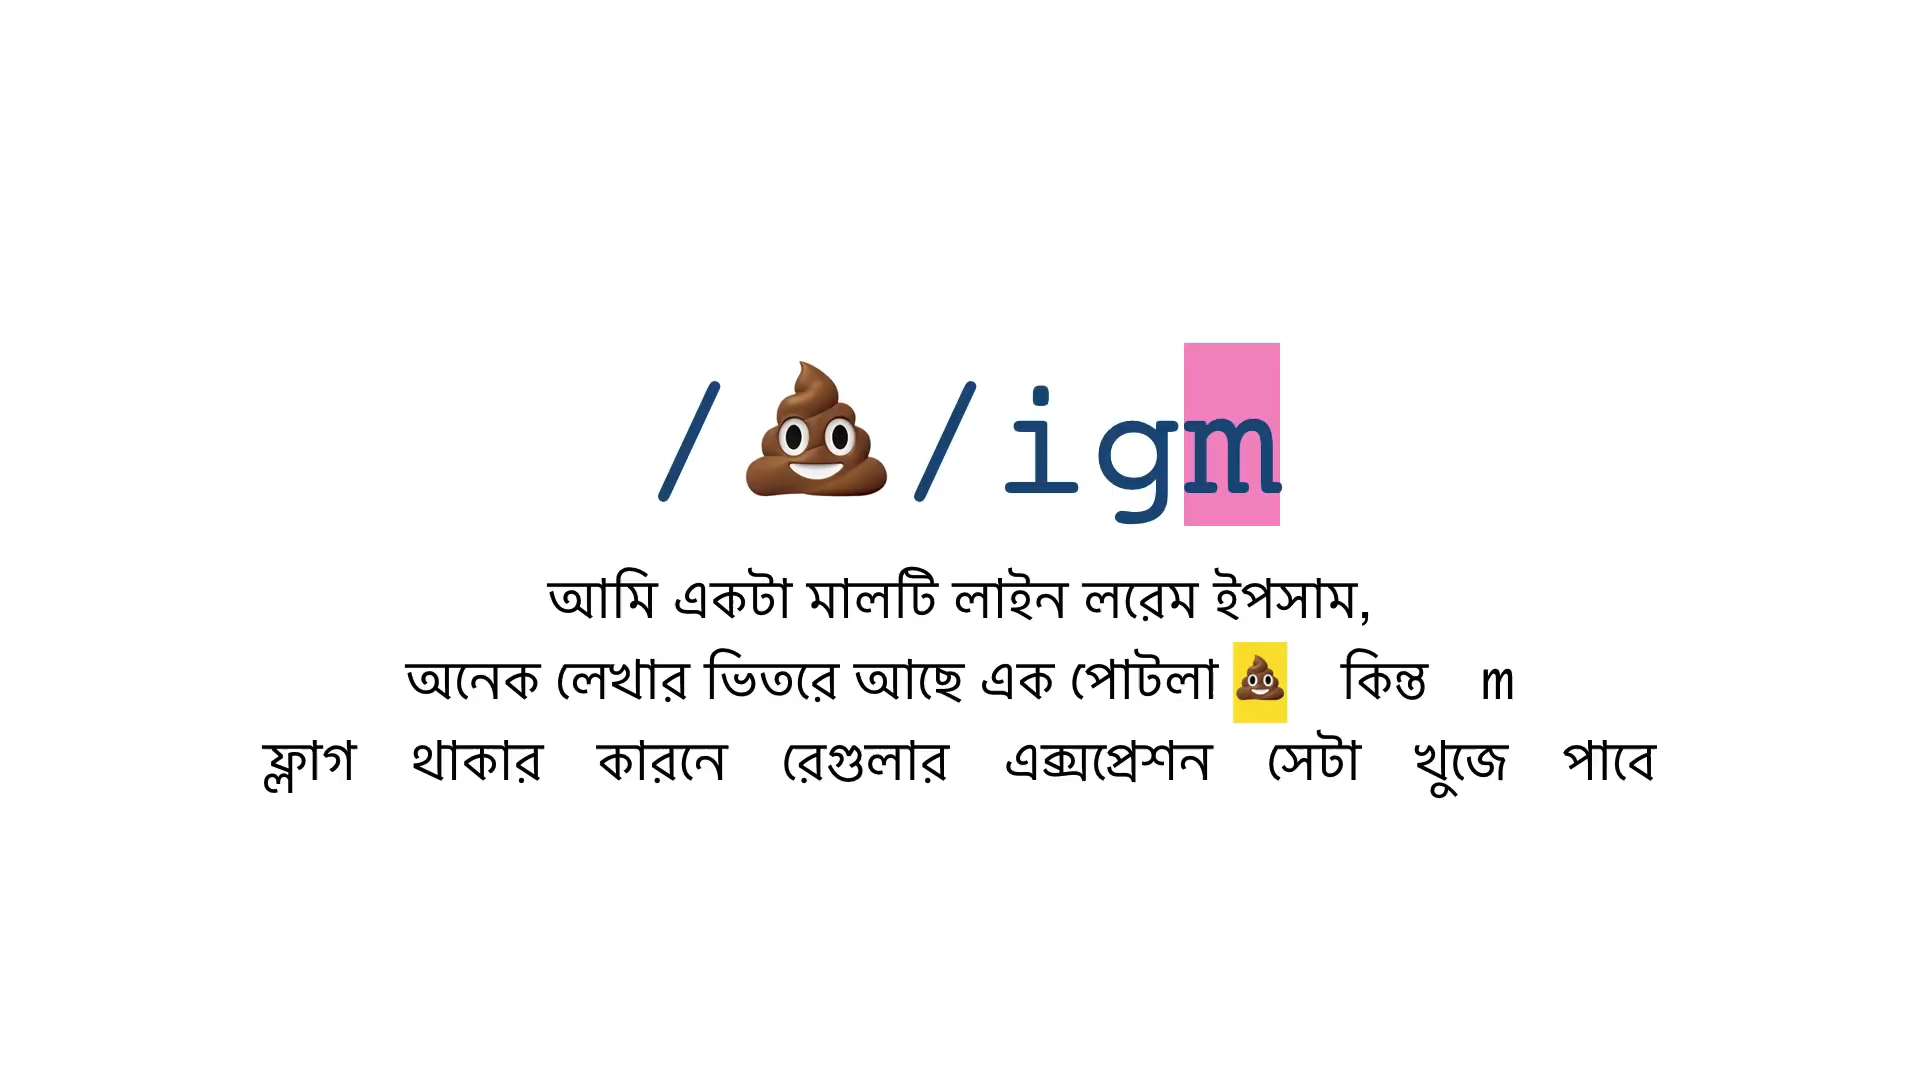 /💩/igm
আমি একটা মালটি লাইন লরেম ইপসাম,
অনেক লেখার ভিতরে আছে এক পোটলা 💩 কিন্ত m
ফ্লাগ থাকার কারনে রেগুলার এক্সপ্রেশন সেটা খুজে পাবে